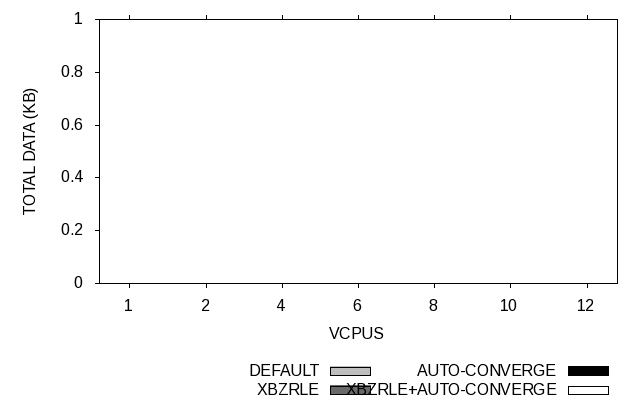 1
0.8
0.6
0.4
0.2
0
TOTAL DATA (KB)
1 2 4 6 8 10 12
VCPUS
DEFAULT AUTO-CONVERGE
XBZRLE XBZRLE+AUTO-CONVERGE